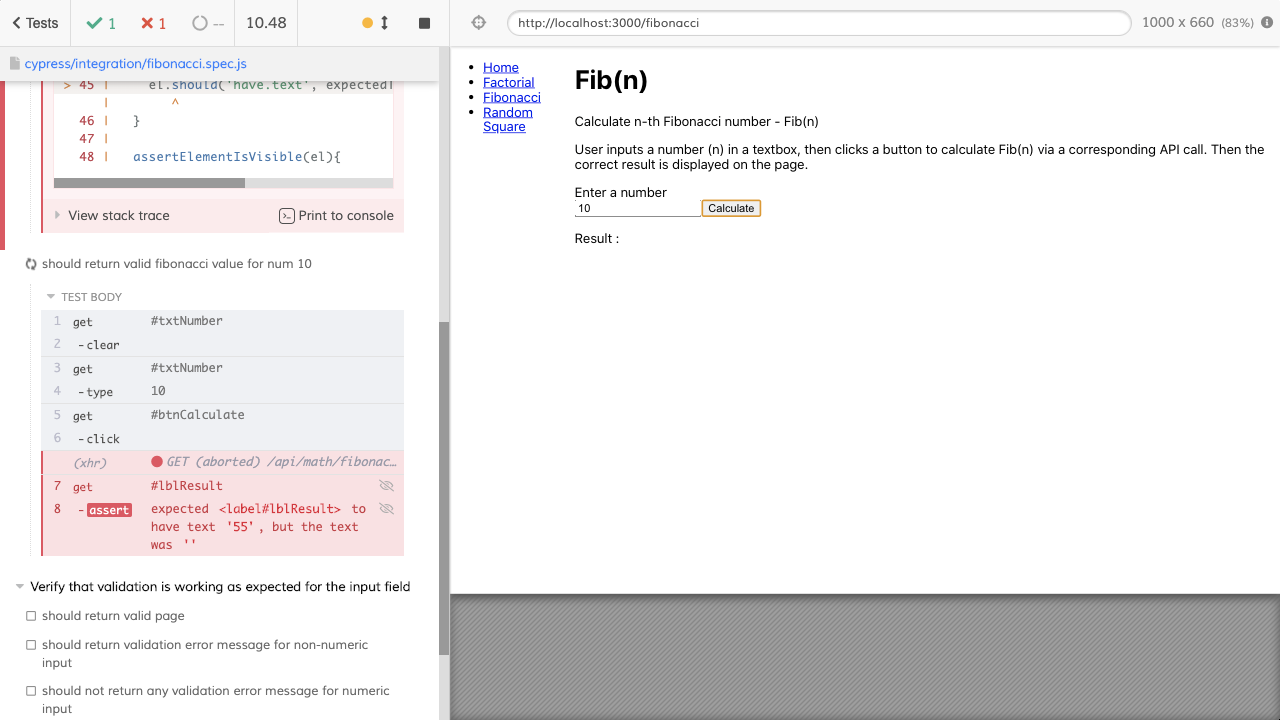 Tests
1
1
--
10.48
http://localhost:3000/fibonacci
1000 x 660 (83%)
cypress/integration/fibonacci.spec.js
> 45 | el.should('have.text', expected
| ^
46 | }
47 |
48 | assertElementIsVisible(el){
View stack trace
Print to console
should return valid fibonacci value for num 10
TEST BODY
1 get #txtNumber
2 -clear
3 get #txtNumber
4 -type 10
5 get #btnCalculate
6 -click
(xhr) GET (aborted) /api/math/fibonac…
7 get #lblResult
8 -assert expected <label#lblResult> to
have text '55', but the text
was ''
Verify that validation is working as expected for the input field
should return valid page
should return validation error message for non-numeric
input
should not return any validation error message for numeric
input
Home
Factorial
Fibonacci
Random
Square
Fib(n)
Calculate n-th Fibonacci number - Fib(n)
User inputs a number (n) in a textbox, then clicks a button to calculate Fib(n) via a corresponding API call. Then the
correct result is displayed on the page.
Enter a number
10 Calculate
Result :